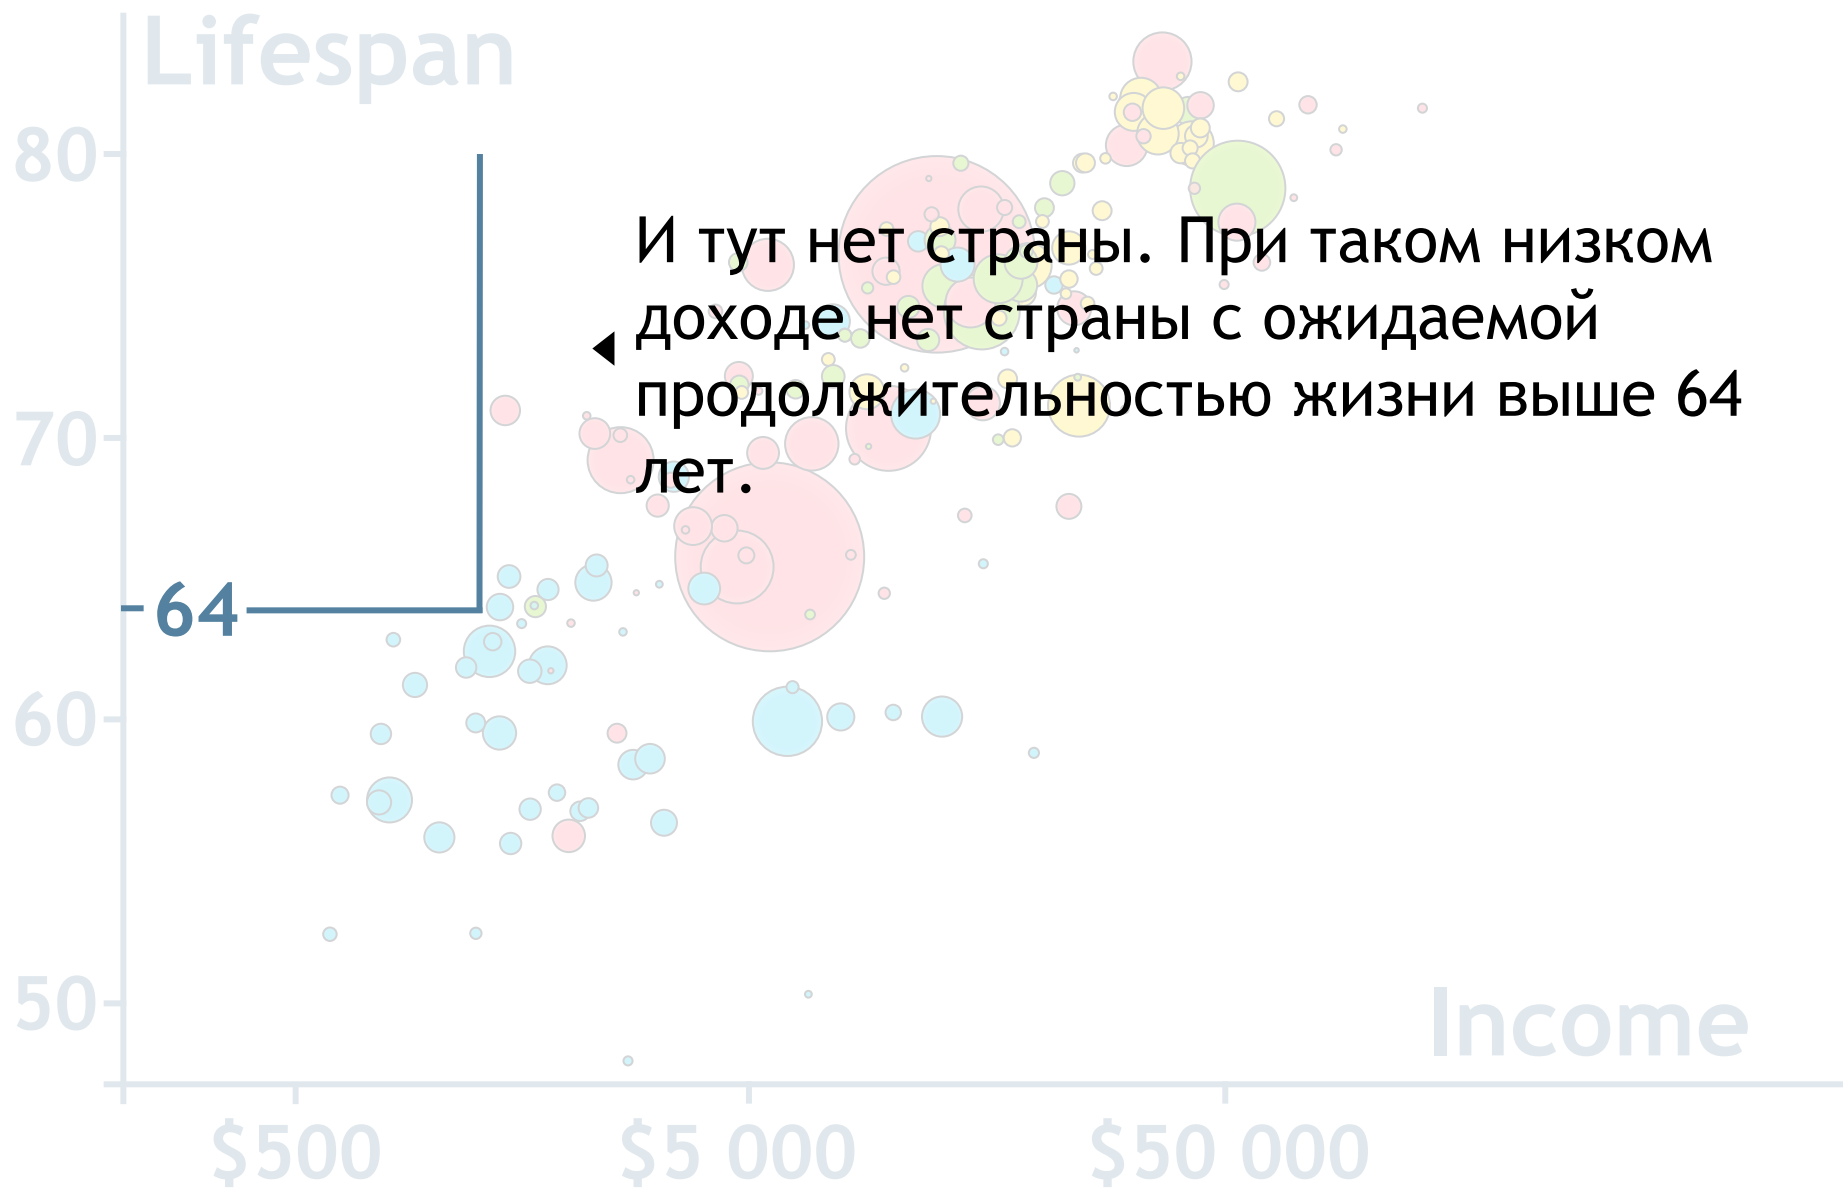 Lifespan
80
И тут нет страны. При таком низком
доходе нет страны с ожидаемой
продолжительностью жизни выше 64
лет.
70
64
60
50
Income
$500
$5 000
$50 000